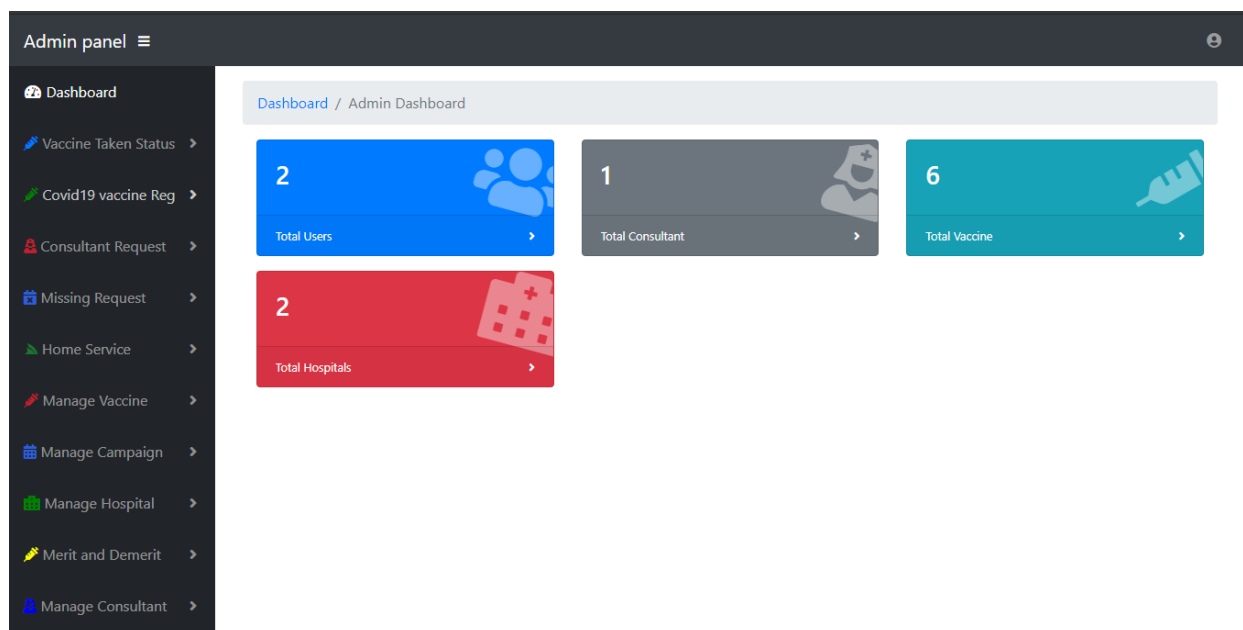 Admin panel
Dashboard
Vaccine Taken Status
Covid19 vaccine Reg
Consultant Request
Missing Request
Home Service
Manage Vaccine
Manage Campaign
Manage Hospital
Merit and Demerit
Manage Consultant
Dashboard / Admin Dashboard
2
Total Users
1
Total Consultant
6
Total Vaccine
2
Total Hospitals